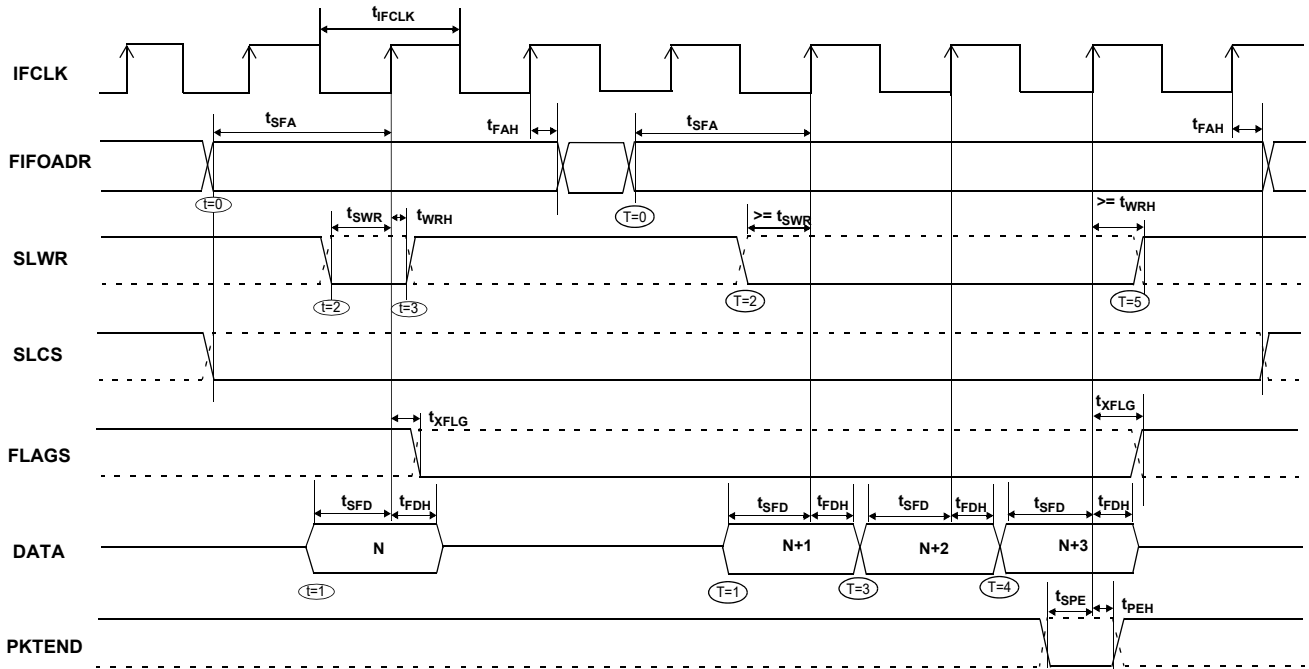 tIFCLK
IFCLK
tSFA
tFAH
tSFA
tFAH
FIFOADR
t=0
T=0
tSWR
tWRH
>= tSWR
>= tWRH
SLWR
t=2
t=3
T=2
T=5
SLCS
tXFLG
tXFLG
FLAGS
tSFD
tFDH
tSFD
tFDH
tSFD
tFDH
tSFD
tFDH
DATA
N
N+1
N+2
N+3
t=1
T=1
T=3
T=4
tSPE
tPEH
PKTEND